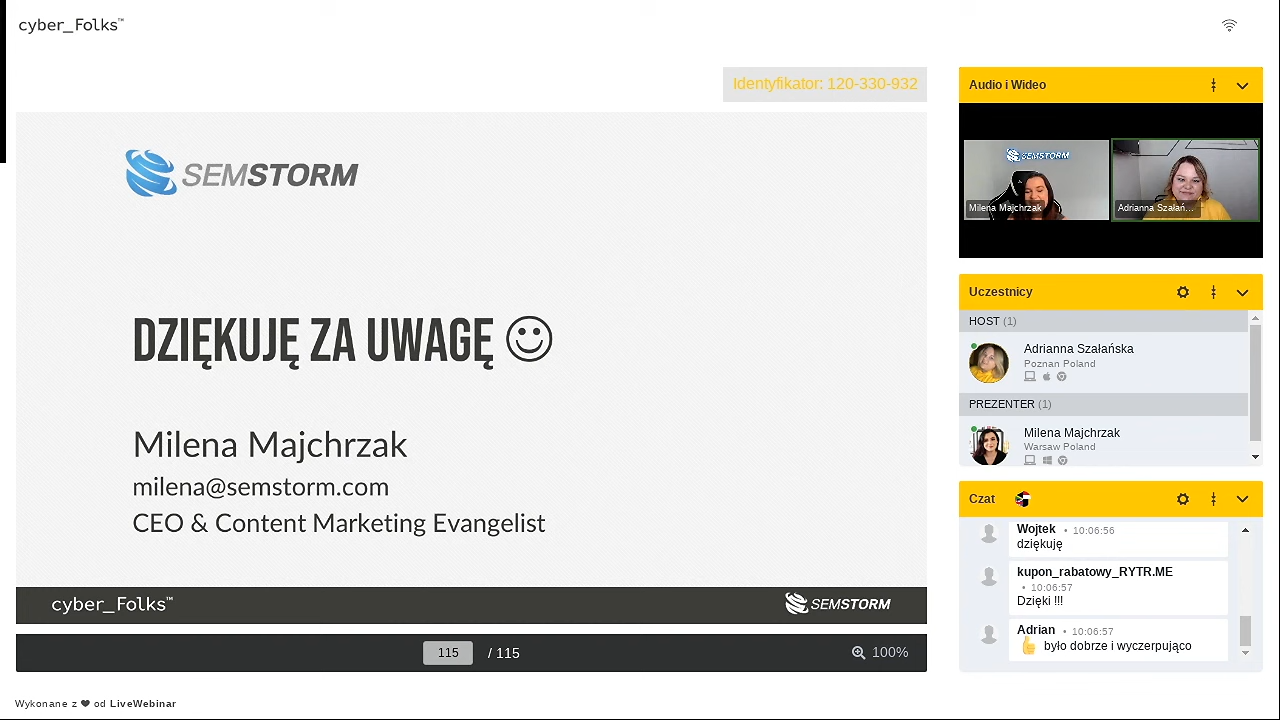 cyber_Folks™
Identyfikator: 120-330-932
SEMSTORM
DZIĘKUJĘ ZA UWAGĘ
Milena Majchrzak
milena@semstorm.com
CEO & Content Marketing Evangelist
cyber_Folks™
SEMSTORM
115 / 115
100%
Wykonane z ❤ od LiveWebinar
Audio i Wideo
SEMSTORM
Milena Majchrzak
Adrianna Szałań...
Uczestnicy
HOST (1)
Adrianna Szałańska
Poznan Poland
PREZENTER (1)
Milena Majchrzak
Warsaw Poland
Czat
Wojtek • 10:06:56
dziękuję
kupon_rabatowy_RYTR.ME
• 10:06:57
Dzięki !!!
Adrian • 10:06:57
👍 było dobrze i wyczerpująco